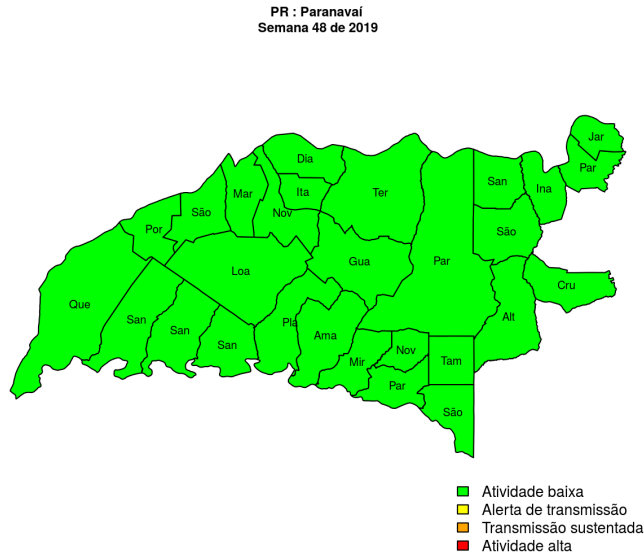 PR : Paranavaí
Semana 48 de 2019
Jar
Par
Dia
San
Ina
Ita
Ter
Mar
São
Nov
Por
São
Par
Gua
Loa
Cru
Que
San
Alt
San
Pla
Ama
San
Nov
Mir
Tam
Par
São
Atividade baixa
Alerta de transmissão
Transmissão sustentada
Atividade alta